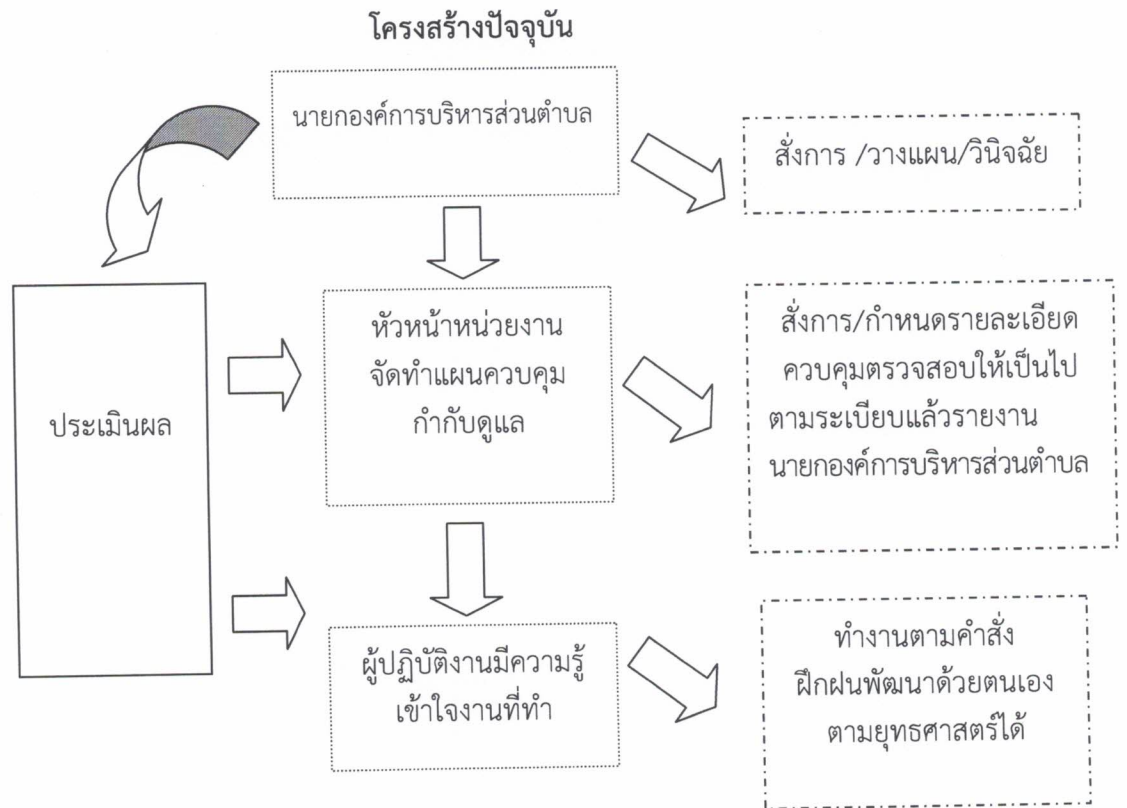 โครงสร้างปัจจุบัน
นายกองค์การบริหารส่วนตำบล
สั่งการ /วางแผน/วินิจฉัย
ประเมินผล
หัวหน้าหน่วยงาน
จัดทำแผนควบคุม
กำกับดูแล
สั่งการ/กำหนดรายละเอียด
ควบคุมตรวจสอบให้เป็นไป
ตามระเบียบแล้วรายงาน
นายกองค์การบริหารส่วนตำบล
ผู้ปฏิบัติงานมีความรู้
เข้าใจงานที่ทำ
ทำงานตามคำสั่ง
ฝึกฝนพัฒนาด้วยตนเอง
ตามยุทธศาสตร์ได้